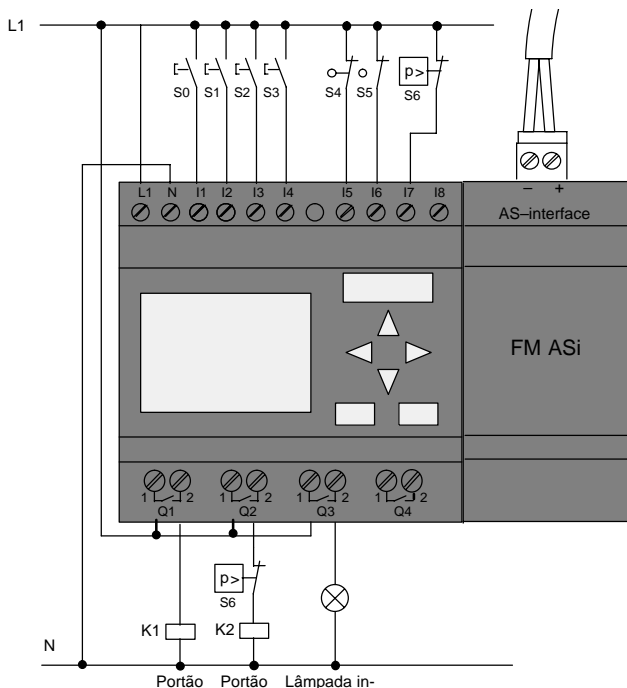 L1
S0 S1 S2 S3 S4 S5 p> S6
L1 N I1 I2 I3 I4 I5 I6 I7 I8
– +
AS–interface
FM ASi
1 2 1 2 1 2 1 2
Q1 Q2 Q3 Q4
p>
S6
K1 K2
N
Portão Portão Lâmpada in-